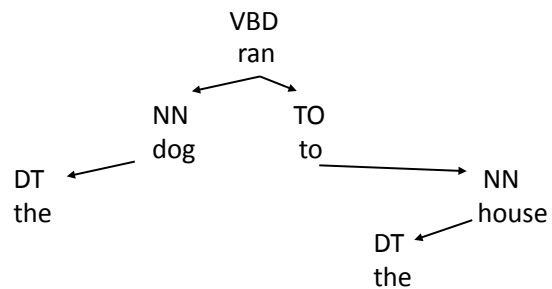 VBD
ran
NN
TO
dog
to
DT
the
NN
house
DT
the